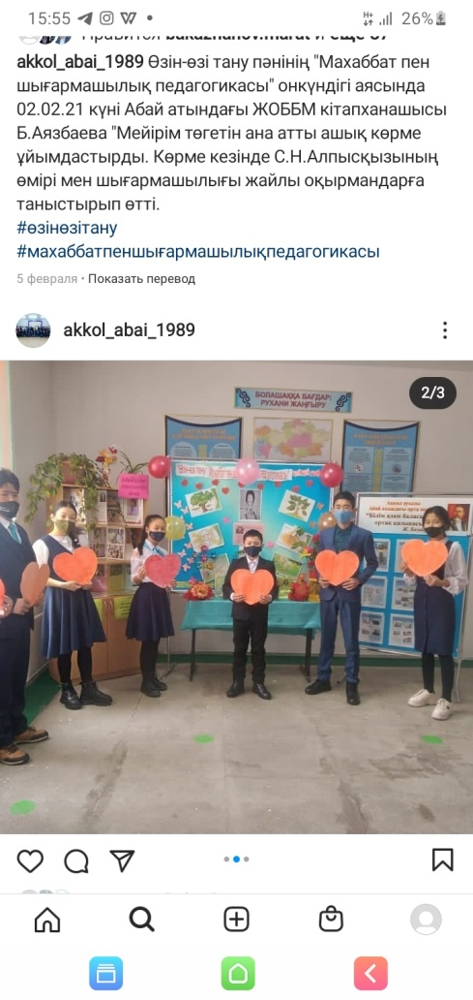 15:55
26%
akkol_abai_1989 Өзін-өзі тану пәнінің "Махаббат пен
шығармашылық педагогикасы" онкүндігі аясында
02.02.21 күні Абай атындағы ЖОББМ кітапханашысы
Б.Аязбаева "Мейірім төгетін ана атты ашық көрме
ұйымдастырды. Көрме кезінде С.Н.Алпысқызының
өмірі мен шығармашылығы жайлы оқырмандарға
таныстырып өтті.
#өзінөзітану
#махаббатпеншығармашылықпедагогикасы
5 февраля • Показать перевод
akkol_abai_1989
2/3
БОЛАШАҚҚА БАҒДАР:
РУХАНИ ЖАҢҒЫРУ